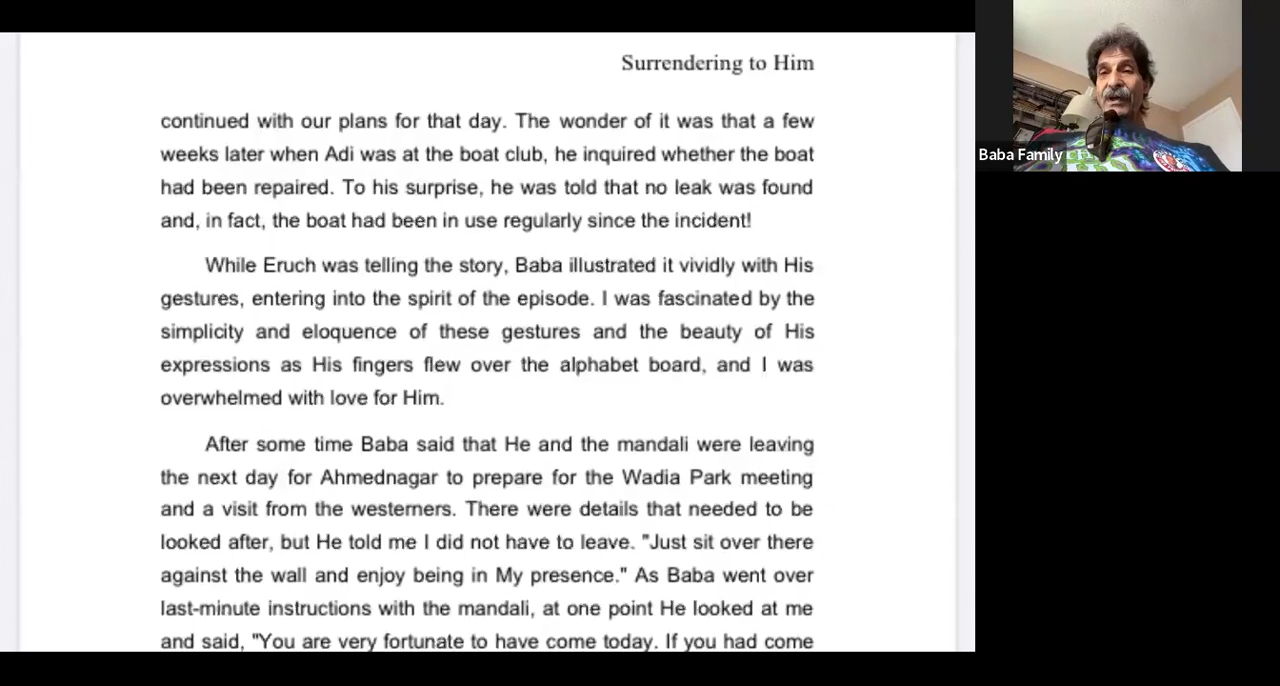 Surrendering to Him
continued with our plans for that day. The wonder of it was that a few
weeks later when Adi was at the boat club, he inquired whether the boat
had been repaired. To his surprise, he was told that no leak was found
and, in fact, the boat had been in use regularly since the incident!
While Eruch was telling the story, Baba illustrated it vividly with His
gestures, entering into the spirit of the episode. I was fascinated by the
simplicity and eloquence of these gestures and the beauty of His
expressions as His fingers flew over the alphabet board, and I was
overwhelmed with love for Him.
After some time Baba said that He and the mandali were leaving
the next day for Ahmednagar to prepare for the Wadia Park meeting
and a visit from the westerners. There were details that needed to be
looked after, but He told me I did not have to leave. "Just sit over there
against the wall and enjoy being in My presence." As Baba went over
last-minute instructions with the mandali, at one point He looked at me
and said, "You are very fortunate to have come today. If you had come
Baba Family